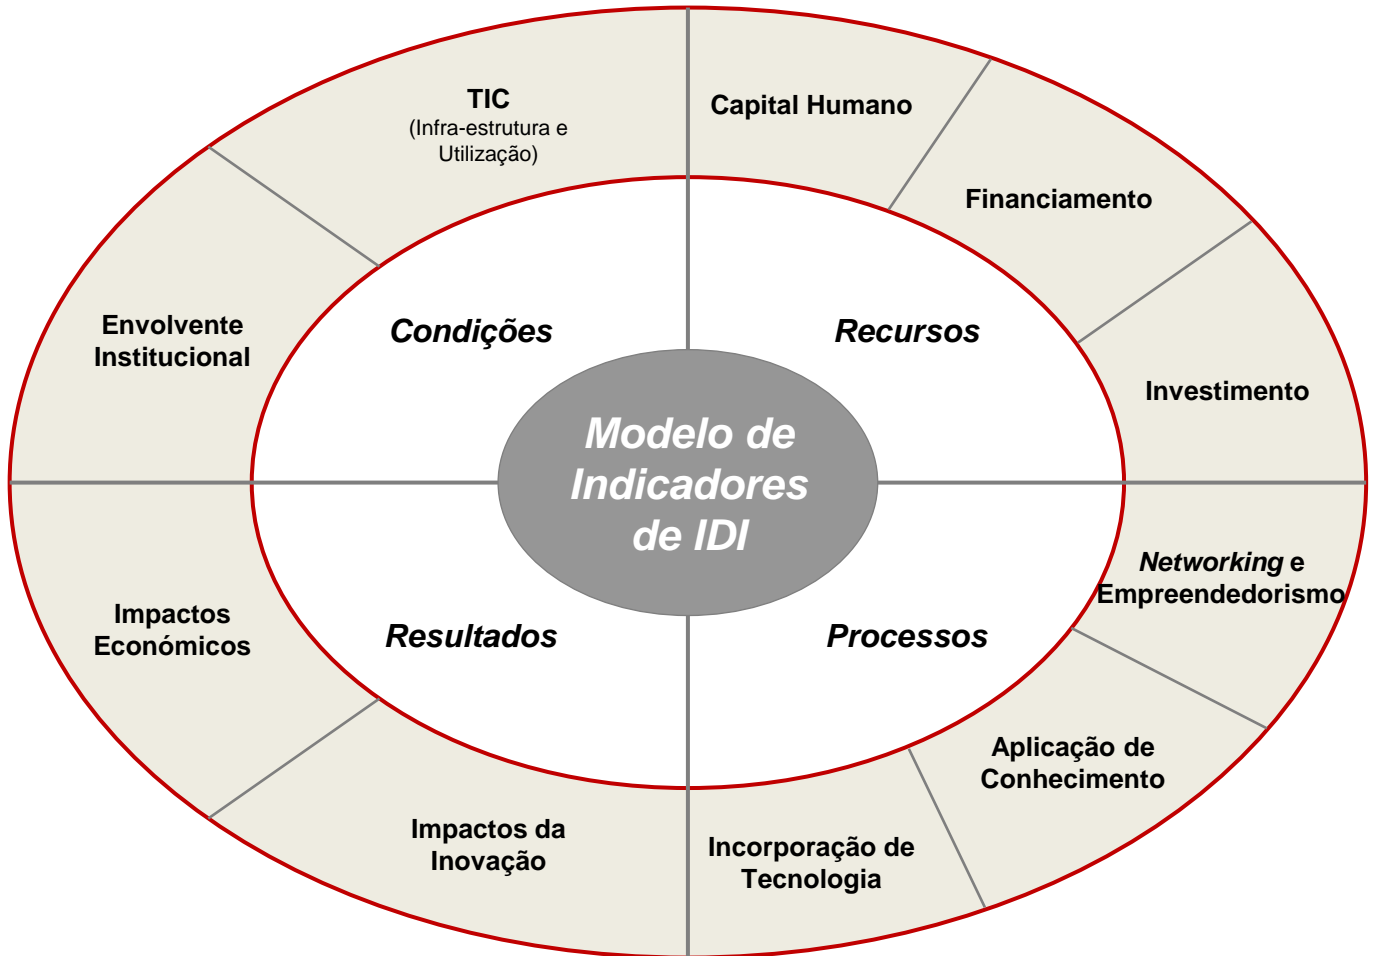 TIC
(Infra-estrutura e
Utilização)
Capital Humano
Financiamento
Envolvente
Institucional
Condições
Recursos
Investimento
Modelo de
Indicadores
de IDI
Networking e
Empreendedorismo
Impactos
Económicos
Resultados
Processos
Aplicação de
Conhecimento
Impactos da
Inovação
Incorporação de
Tecnologia